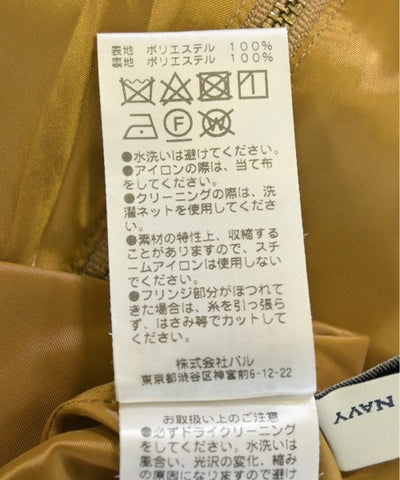 表地 ポリエステル 100%
裏地 ポリエステル 100%
●水洗いは避けてください。
●アイロンの際は、当て布
をしてください。
●クリーニングの際は、洗
濯ネットを使用してくださ
い。
●素材の特性上、収縮する
ことがありますので、スチ
ームアイロンは使用しない
でください。
●フリンジ部分がほつれて
きた場合は、糸を引っ張ら
ず、はさみ等でカットして
ください。
株式会社パル
東京都渋谷区神宮前6-12-22
お取扱い上のご注意
●必ずドライクリーニング
をしてください。水洗いは
風合い、光沢の変化、縮み
の原因になりますので
NAVY